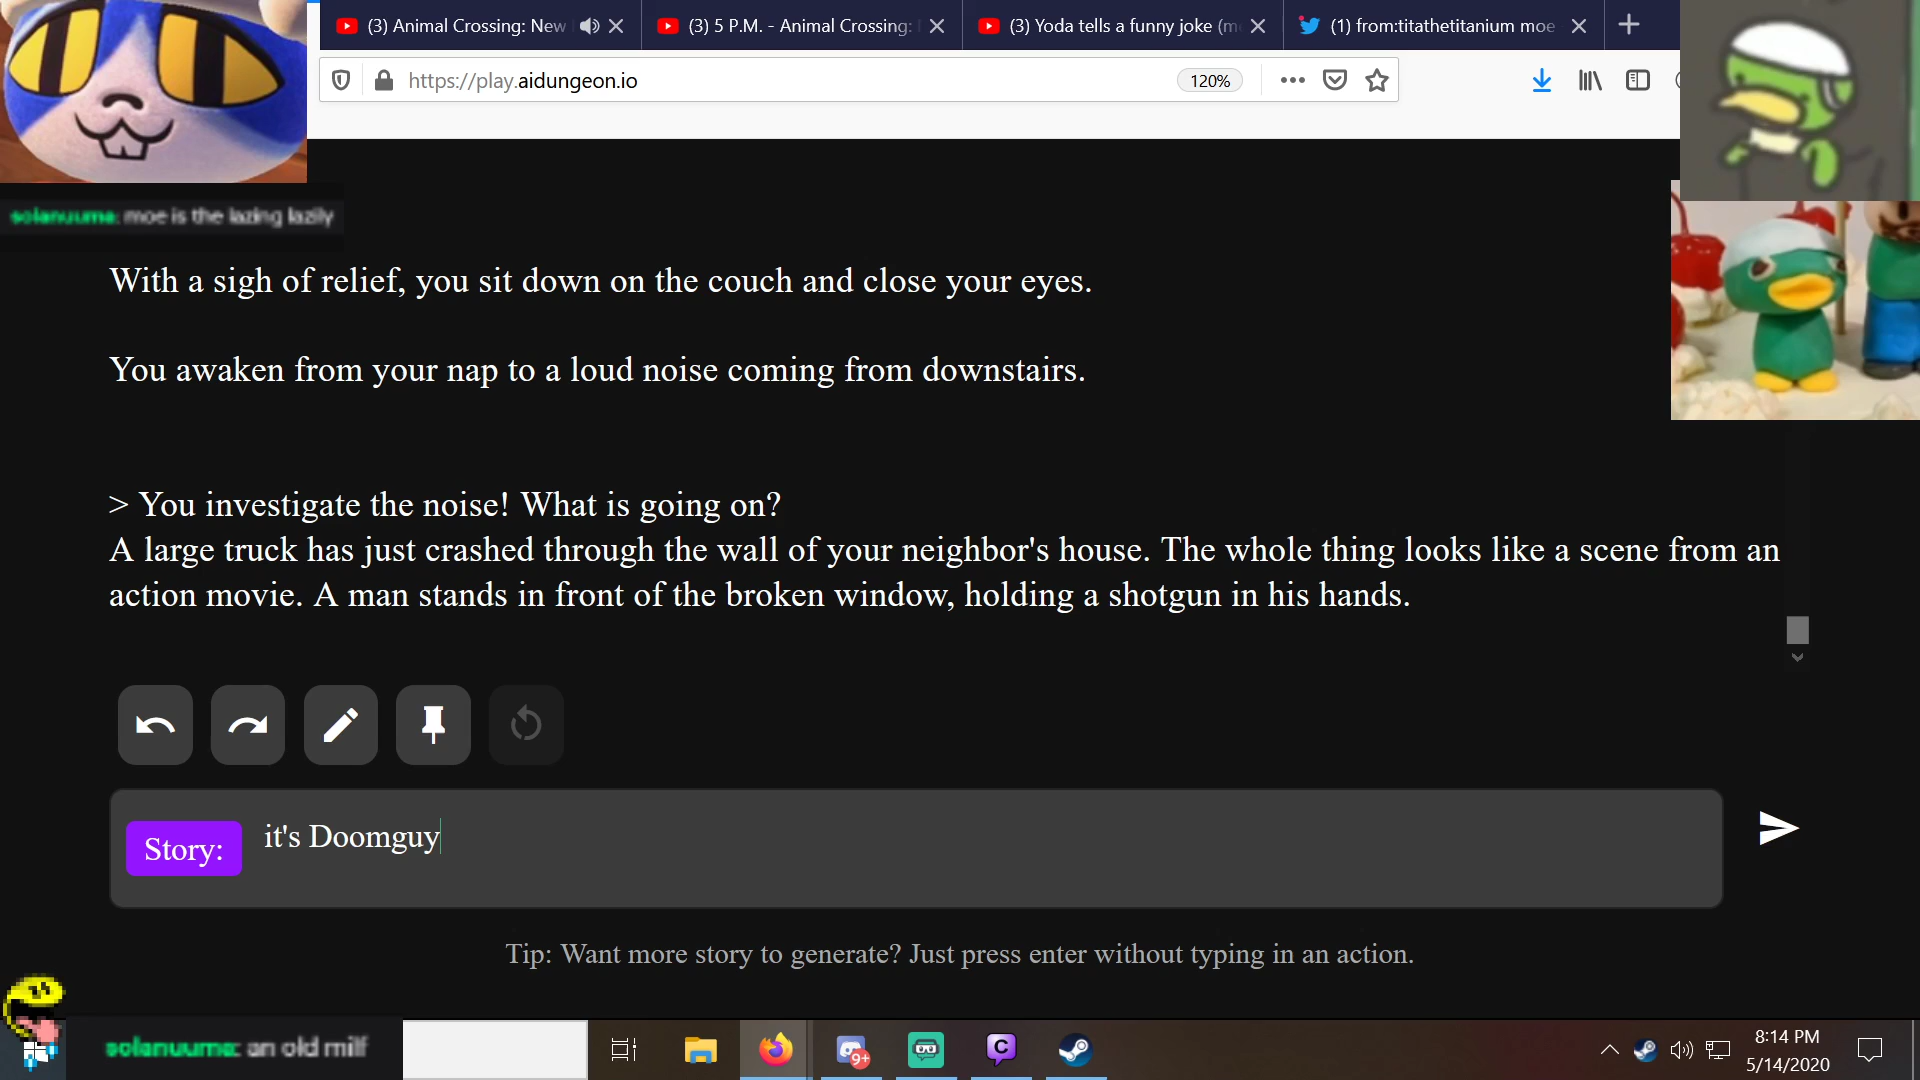 (3) Animal Crossing: New
(3) 5 P.M. - Animal Crossing:
(3) Yoda tells a funny joke (m
(1) from:titathetitanium moe
https://play.aidungeon.io
120%
solanuuma: moe is the lazing lazily
With a sigh of relief, you sit down on the couch and close your eyes.
You awaken from your nap to a loud noise coming from downstairs.
> You investigate the noise! What is going on?
A large truck has just crashed through the wall of your neighbor's house. The whole thing looks like a scene from an
action movie. A man stands in front of the broken window, holding a shotgun in his hands.
Story: it's Doomguy
Tip: Want more story to generate? Just press enter without typing in an action.
solanuuma: an old milf
9+
C
8:14 PM
5/14/2020